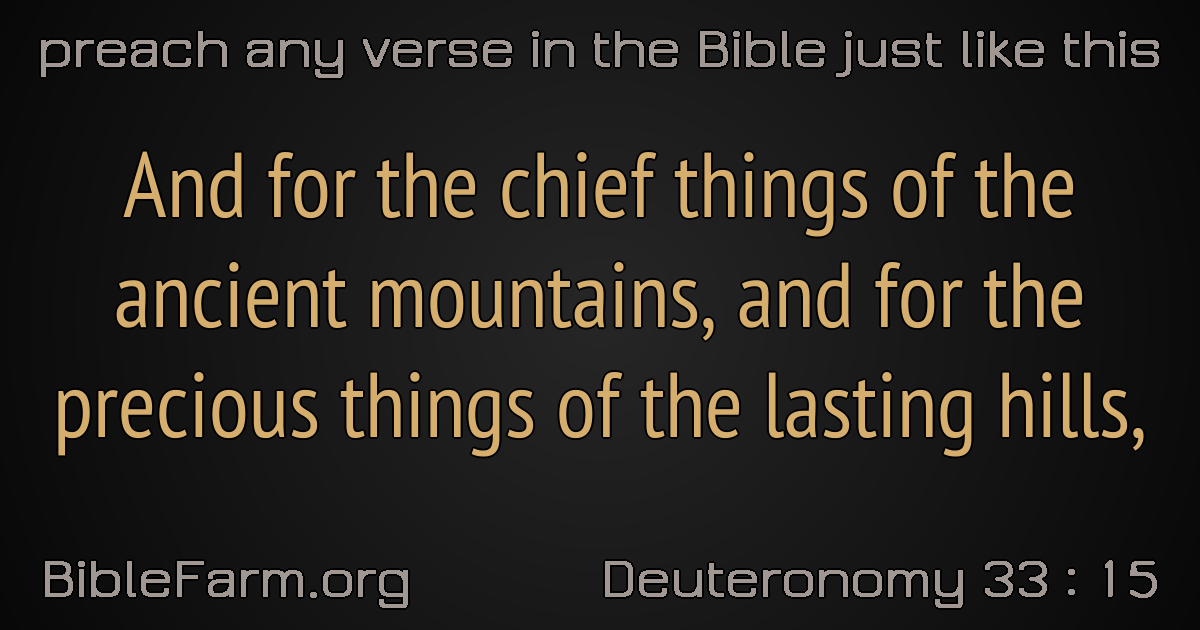 preach any verse in the Bible just like this
And for the chief things of the
ancient mountains, and for the
precious things of the lasting hills,
BibleFarm.org
Deuteronomy 33 : 15